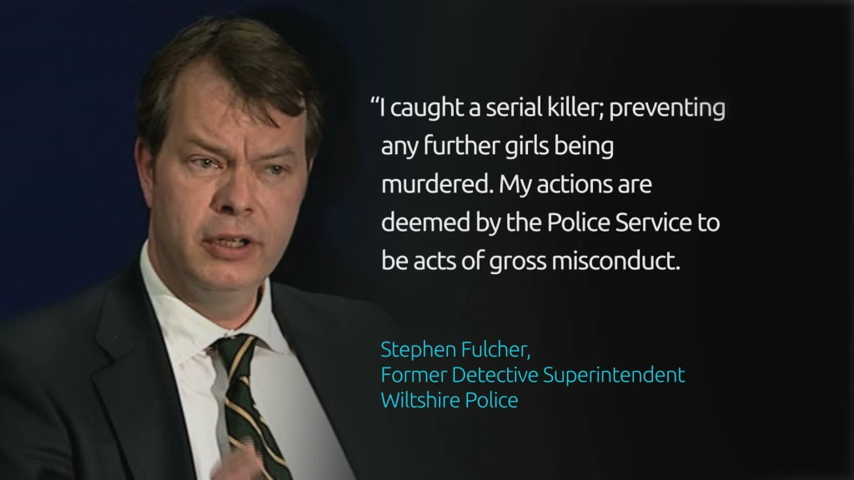 “I caught a serial killer; preventing
any further girls being
murdered. My actions are
deemed by the Police Service to
be acts of gross misconduct.
Stephen Fulcher,
Former Detective Superintendent
Wiltshire Police